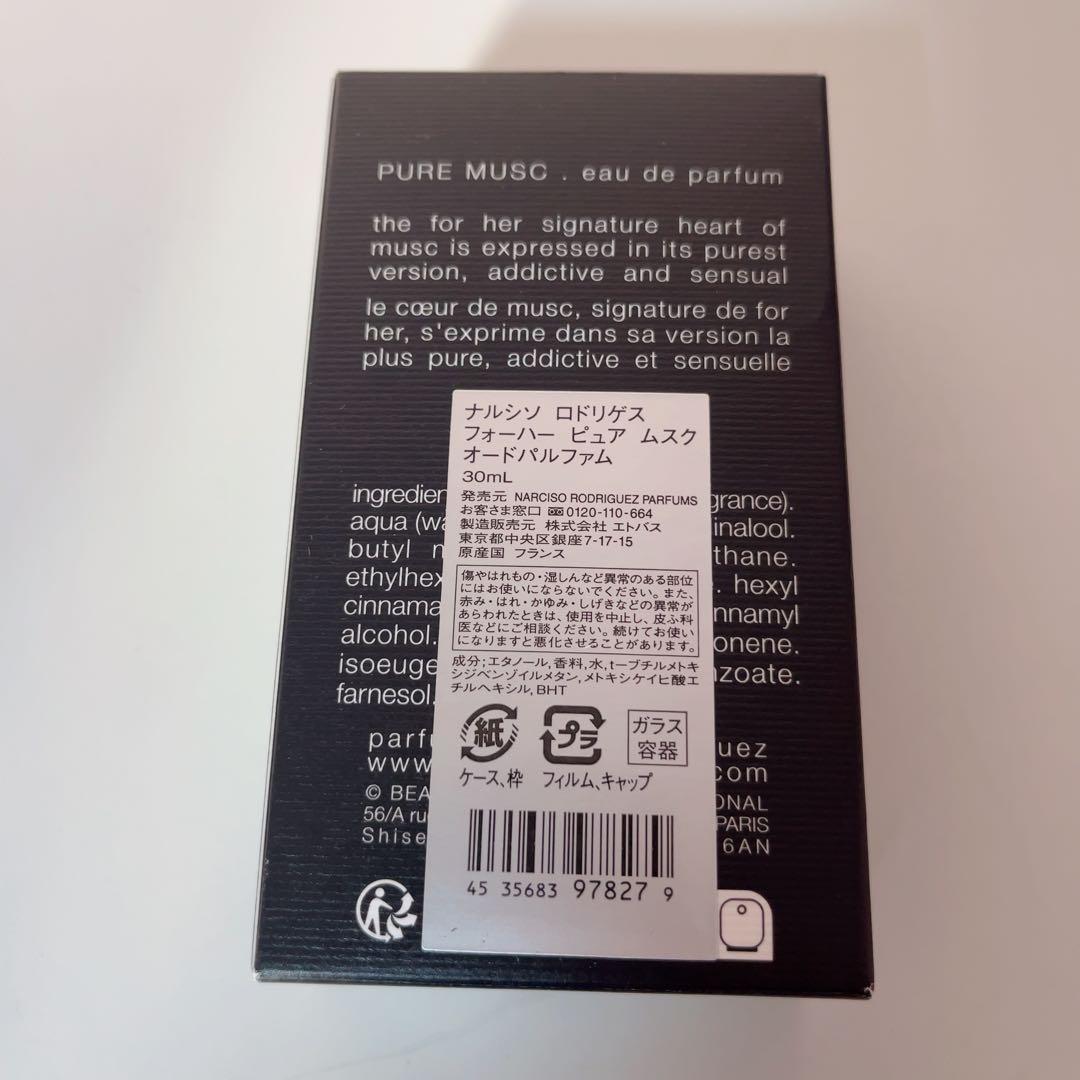 PURE MUSC . eau de parfum
the for her signature heart of
musc is expressed in its purest
version, addictive and sensual
le cœur de musc, signature de for
her, s'exprime dans sa version la
plus pure, addictive et sensuelle
ナルシソ ロドリゲス
フォーハー ピュア ムスク
オードパルファム
30mL
発売元 NARCISO RODRIGUEZ PARFUMS
お客さま窓口 0120-110-664
製造販売元 株式会社 エトバス
東京都中央区銀座7-17-15
原産国 フランス
傷やはれもの・湿しんなど異常のある部位
にはお使いにならないでください。また、
赤み・はれ・かゆみ・しげきなどの異常が
あらわれたときは、使用を中止し、皮ふ科
医などにご相談ください。続けてお使い
になりますと悪化させることがあります。
成分;エタノール,香料,水,t-ブチルメトキ
シジベンゾイルメタン,メトキシケイヒ酸エ
チルヘキシル,BHT
紙 プラ ガラス
容器
ケース、枠 フィルム、キャップ
45 35683 97827 9
aqua
butyl thane.
. hexyl
alcohol.
farnesol.
www .com
© BEA ONAL
56/A PARIS
6AN